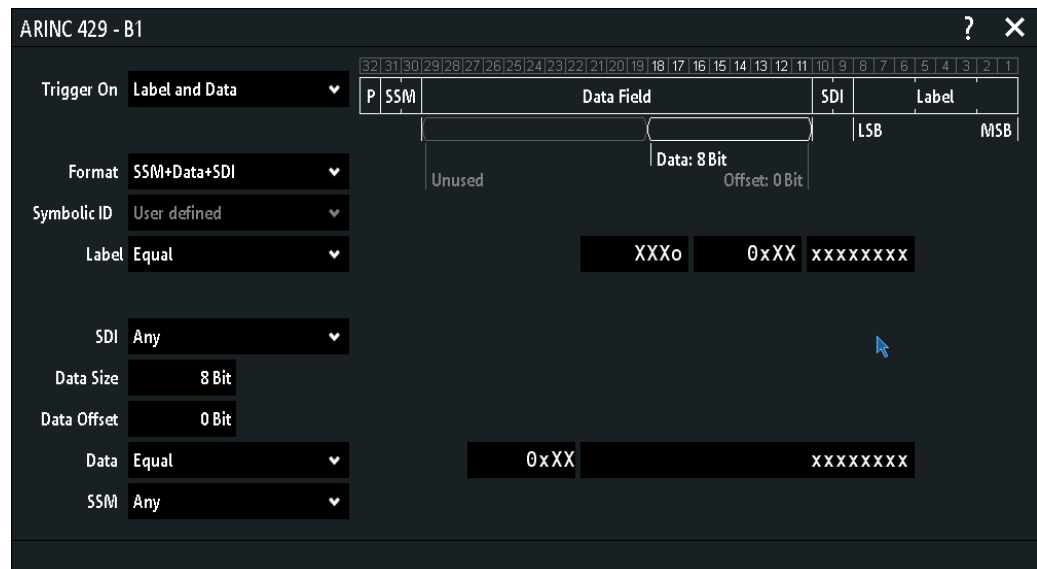 ARINC 429 - B1 ? ✕
32 31 30 29 28 27 26 25 24 23 22 21 20 19 18 17 16 15 14 13 12 11 10 9 8 7 6 5 4 3 2 1
Trigger On Label and Data P SSM Data Field SDI Label
LSB MSB
Data: 8 Bit
Format SSM+Data+SDI
Unused Offset: 0 Bit
Symbolic ID User defined
Label Equal XXXo 0xXX xxxxxxxx
SDI Any
Data Size 8 Bit
Data Offset 0 Bit
Data Equal 0xXX xxxxxxxx
SSM Any